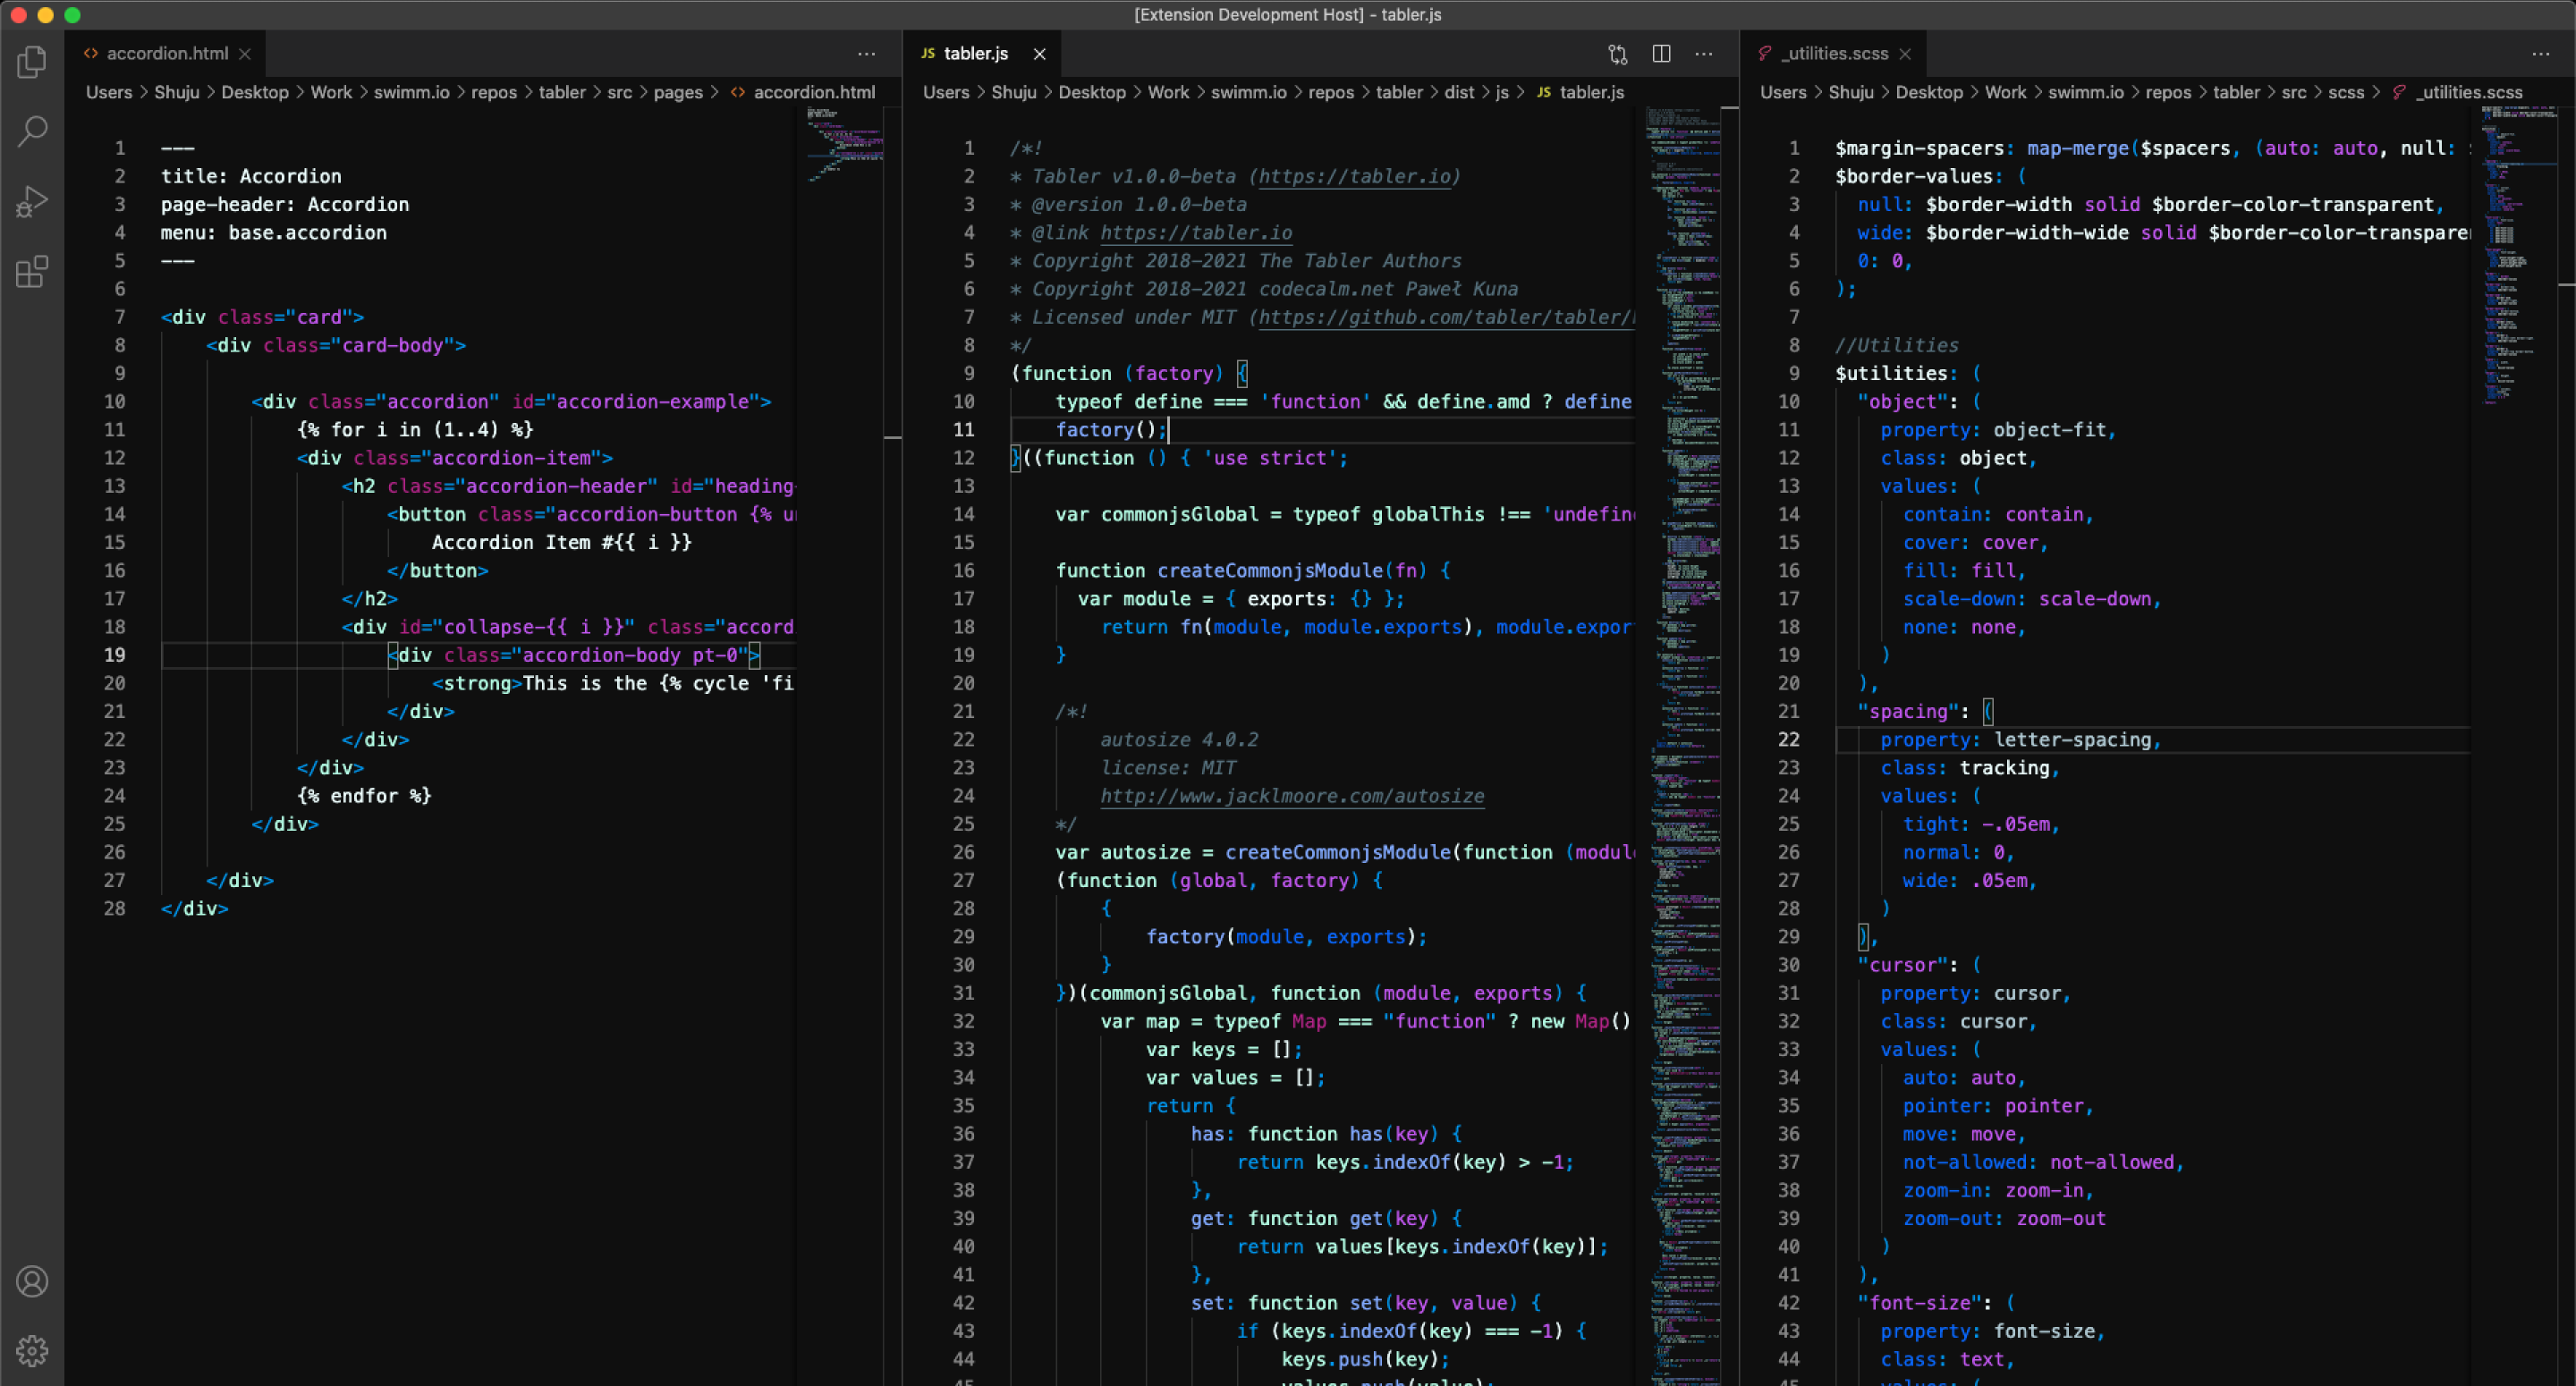 [Extension Development Host] - tabler.js
accordion.html
Users > Shuju > Desktop > Work > swimm.io > repos > tabler > src > pages > accordion.html
1 ---
2 title: Accordion
3 page-header: Accordion
4 menu: base.accordion
5 ---
6
7 <div class="card">
8 <div class="card-body">
9
10 <div class="accordion" id="accordion-example">
11 {% for i in (1..4) %}
12 <div class="accordion-item">
13 <h2 class="accordion-header" id="heading-
14 <button class="accordion-button {% u
15 Accordion Item #{{ i }}
16 </button>
17 </h2>
18 <div id="collapse-{{ i }}" class="accord
19 <div class="accordion-body pt-0">
20 <strong>This is the {% cycle 'fi
21 </div>
22 </div>
23 </div>
24 {% endfor %}
25 </div>
26
27 </div>
28 </div>
JS tabler.js
Users > Shuju > Desktop > Work > swimm.io > repos > tabler > dist > js > JS tabler.js
1 /*!
2 * Tabler v1.0.0-beta (https://tabler.io)
3 * @version 1.0.0-beta
4 * @link https://tabler.io
5 * Copyright 2018-2021 The Tabler Authors
6 * Copyright 2018-2021 codecalm.net Paweł Kuna
7 * Licensed under MIT (https://github.com/tabler/tabler/
8 */
9 (function (factory) {
10 typeof define === 'function' && define.amd ? define
11 factory();
12 }((function () { 'use strict';
13
14 var commonjsGlobal = typeof globalThis !== 'undefin
15
16 function createCommonjsModule(fn) {
17 var module = { exports: {} };
18 return fn(module, module.exports), module.expor
19 }
20
21 /*!
22 autosize 4.0.2
23 license: MIT
24 http://www.jacklmoore.com/autosize
25 */
26 var autosize = createCommonjsModule(function (modul
27 (function (global, factory) {
28 {
29 factory(module, exports);
30 }
31 })(commonjsGlobal, function (module, exports) {
32 var map = typeof Map === "function" ? new Map()
33 var keys = [];
34 var values = [];
35 return {
36 has: function has(key) {
37 return keys.indexOf(key) > -1;
38 },
39 get: function get(key) {
40 return values[keys.indexOf(key)];
41 },
42 set: function set(key, value) {
43 if (keys.indexOf(key) === -1) {
44 keys.push(key);
45 values.push(value);
_utilities.scss
Users > Shuju > Desktop > Work > swimm.io > repos > tabler > src > scss > _utilities.scss
1 $margin-spacers: map-merge($spacers, (auto: auto, null:
2 $border-values: (
3 null: $border-width solid $border-color-transparent,
4 wide: $border-width-wide solid $border-color-transparen
5 0: 0,
6 );
7
8 //Utilities
9 $utilities: (
10 "object": (
11 property: object-fit,
12 class: object,
13 values: (
14 contain: contain,
15 cover: cover,
16 fill: fill,
17 scale-down: scale-down,
18 none: none,
19 )
20 ),
21 "spacing": (
22 property: letter-spacing,
23 class: tracking,
24 values: (
25 tight: -.05em,
26 normal: 0,
27 wide: .05em,
28 )
29 ),
30 "cursor": (
31 property: cursor,
32 class: cursor,
33 values: (
34 auto: auto,
35 pointer: pointer,
36 move: move,
37 not-allowed: not-allowed,
38 zoom-in: zoom-in,
39 zoom-out: zoom-out
40 )
41 ),
42 "font-size": (
43 property: font-size,
44 class: text,
45 values: (